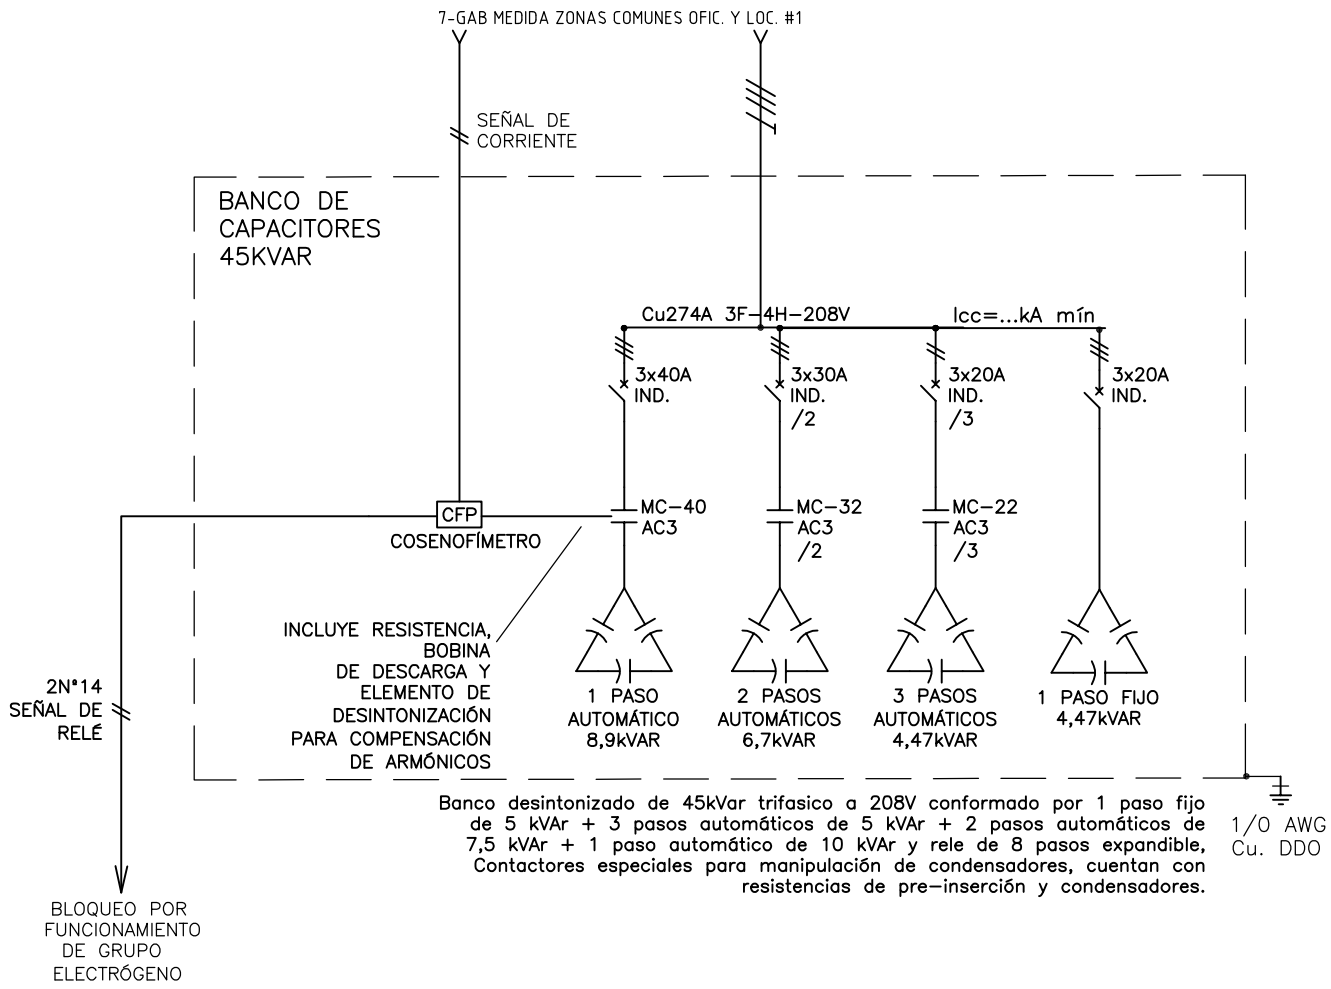 7-GAB MEDIDA ZONAS COMUNES OFIC. Y LOC. #1
SEÑAL DE
CORRIENTE
BANCO DE
CAPACITORES
45KVAR
Cu274A 3F-4H-208V
Icc=...kA mín
3x40A
IND.
3x30A
IND.
/2
3x20A
IND.
/3
3x20A
IND.
CFP
COSENOFÍMETRO
MC-40
AC3
MC-32
AC3
/2
MC-22
AC3
/3
INCLUYE RESISTENCIA,
BOBINA
DE DESCARGA Y
ELEMENTO DE
DESINTONIZACIÓN
PARA COMPENSACIÓN
DE ARMÓNICOS
1 PASO
AUTOMÁTICO
8,9kVAR
2 PASOS
AUTOMÁTICOS
6,7kVAR
3 PASOS
AUTOMÁTICOS
4,47kVAR
1 PASO FIJO
4,47kVAR
2Nº14
SEÑAL DE
RELÉ
Banco desintonizado de 45kVar trifasico a 208V conformado por 1 paso fijo
de 5 kVAr + 3 pasos automáticos de 5 kVAr + 2 pasos automáticos de
7,5 kVAr + 1 paso automático de 10 kVAr y rele de 8 pasos expandible,
Contactores especiales para manipulación de condensadores, cuentan con
resistencias de pre-inserción y condensadores.
1/0 AWG
Cu. DDO
BLOQUEO POR
FUNCIONAMIENTO
DE GRUPO
ELECTRÓGENO